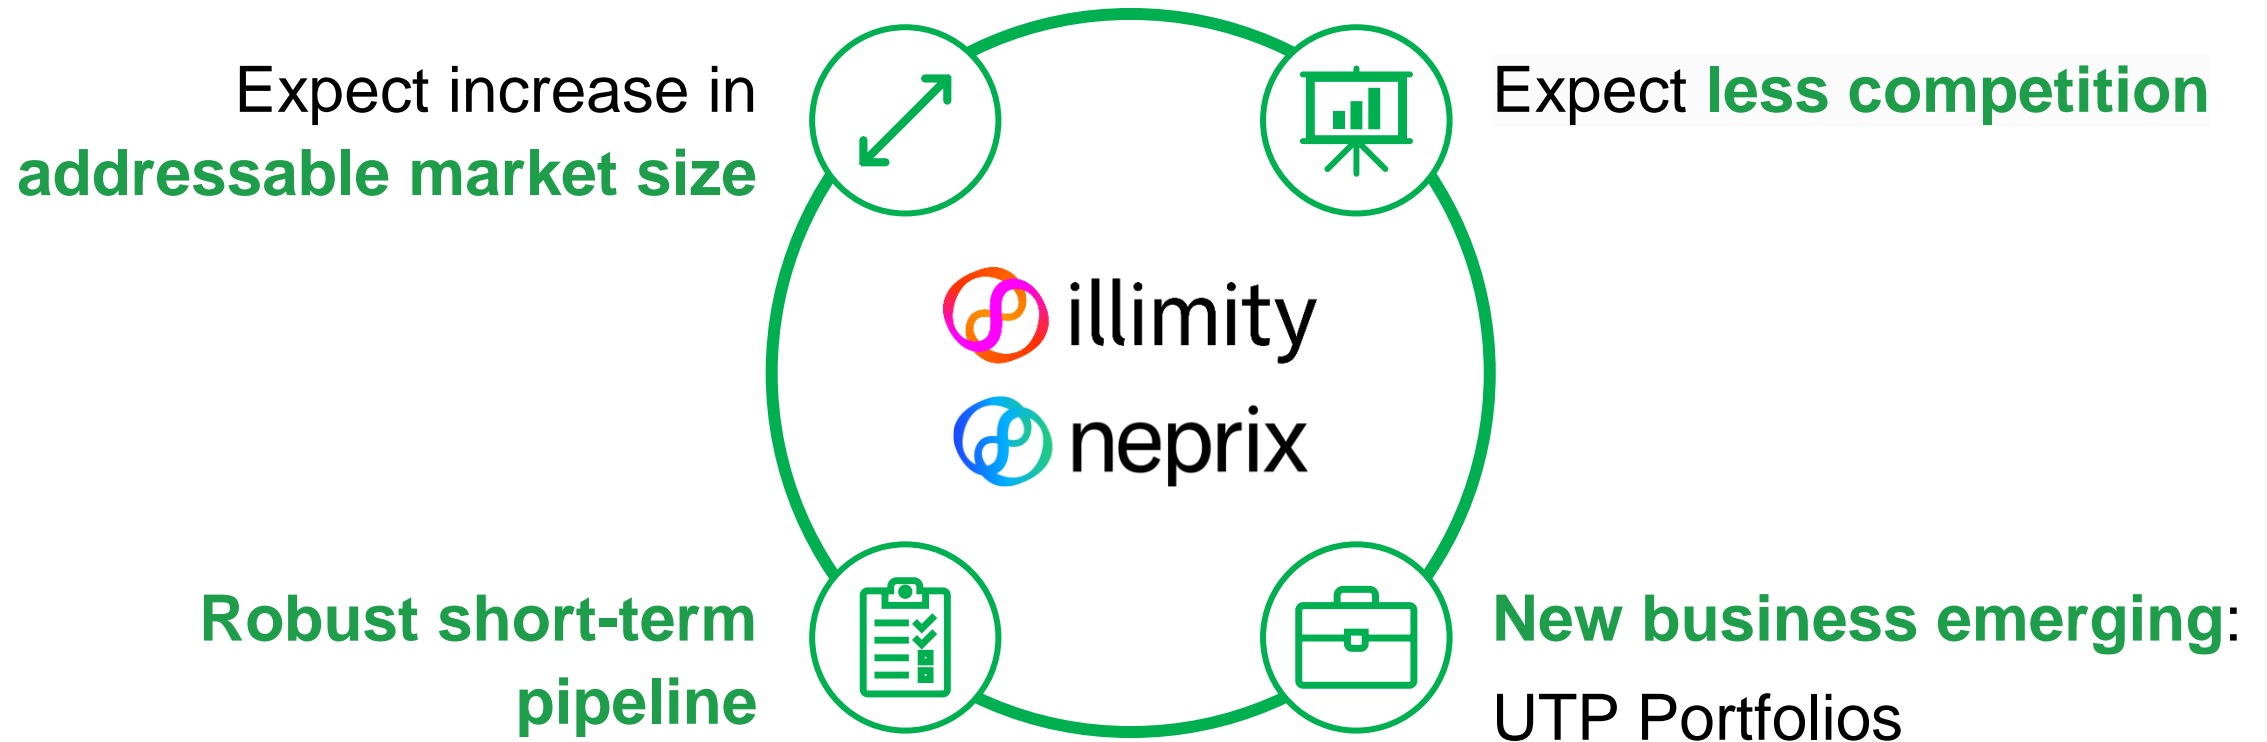 Expect increase in
addressable market size
Expect less competition
illimity
neprix
Robust short-term
pipeline
New business emerging:
UTP Portfolios